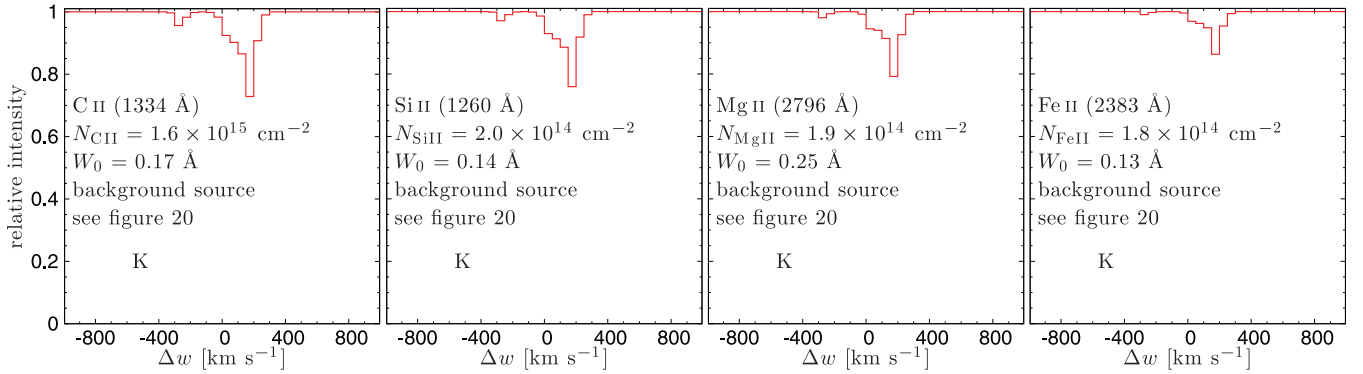 relative intensity
1
0.8
0.6
0.4
0.2
0
C II (1334 Å)
N_CII = 1.6 × 10^15 cm^−2
W_0 = 0.17 Å
background source
see figure 20
K
-800 -400 0 400 800
Δw [km s^−1]
Si II (1260 Å)
N_SiII = 2.0 × 10^14 cm^−2
W_0 = 0.14 Å
background source
see figure 20
K
-800 -400 0 400 800
Δw [km s^−1]
Mg II (2796 Å)
N_MgII = 1.9 × 10^14 cm^−2
W_0 = 0.25 Å
background source
see figure 20
K
-800 -400 0 400 800
Δw [km s^−1]
Fe II (2383 Å)
N_FeII = 1.8 × 10^14 cm^−2
W_0 = 0.13 Å
background source
see figure 20
K
-800 -400 0 400 800
Δw [km s^−1]